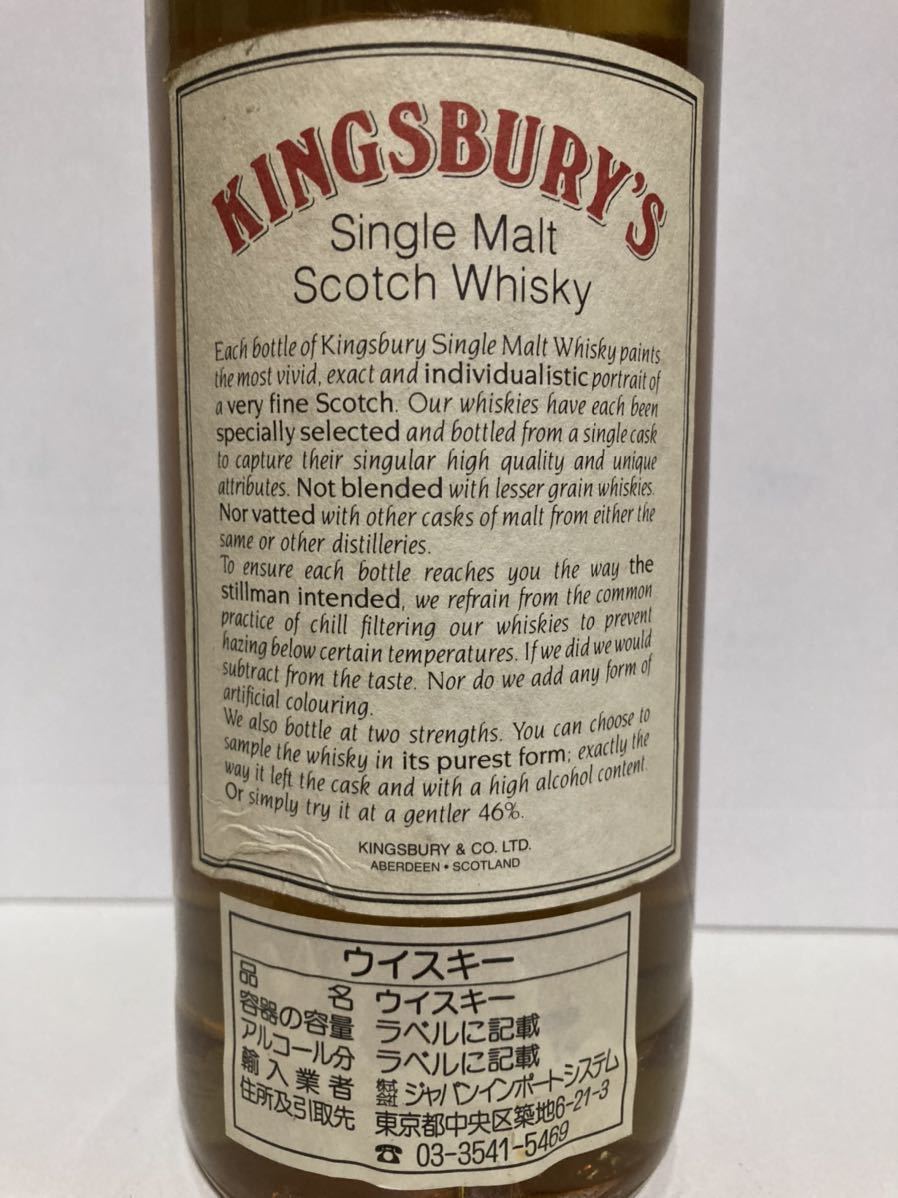 KINGSBURY'S
Single Malt
Scotch Whisky
Each bottle of Kingsbury Single Malt Whisky paints
the most vivid, exact and individualistic portrait of
a very fine Scotch. Our whiskies have each been
specially selected and bottled from a single cask
to capture their singular high quality and unique
attributes. Not blended with lesser grain whiskies.
Nor vatted with other casks of malt from either the
same or other distilleries.
To ensure each bottle reaches you the way the
stillman intended, we refrain from the common
practice of chill filtering our whiskies to prevent
hazing below certain temperatures. If we did we would
subtract from the taste. Nor do we add any form of
artificial colouring.
We also bottle at two strengths. You can choose to
sample the whisky in its purest form; exactly the
way it left the cask and with a high alcohol content.
Or simply try it at a gentler 46%.
KINGSBURY & CO. LTD.
ABERDEEN • SCOTLAND
ウイスキー
品名 ウイスキー
容器の容量 ラベルに記載
アルコール分 ラベルに記載
輸入業者 株式会社 ジャパンインポートシステム
住所及引取先 東京都中央区築地6-21-3
☎ 03-3541-5469